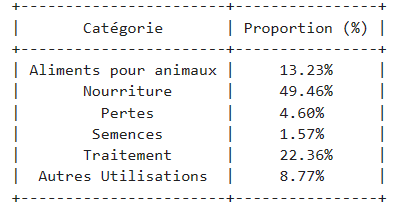 +------------------------+----------------+
| Catégorie | Proportion (%) |
+------------------------+----------------+
| Aliments pour animaux | 13.23% |
| Nourriture | 49.46% |
| Pertes | 4.60% |
| Semences | 1.57% |
| Traitement | 22.36% |
| Autres Utilisations | 8.77% |
+------------------------+----------------+